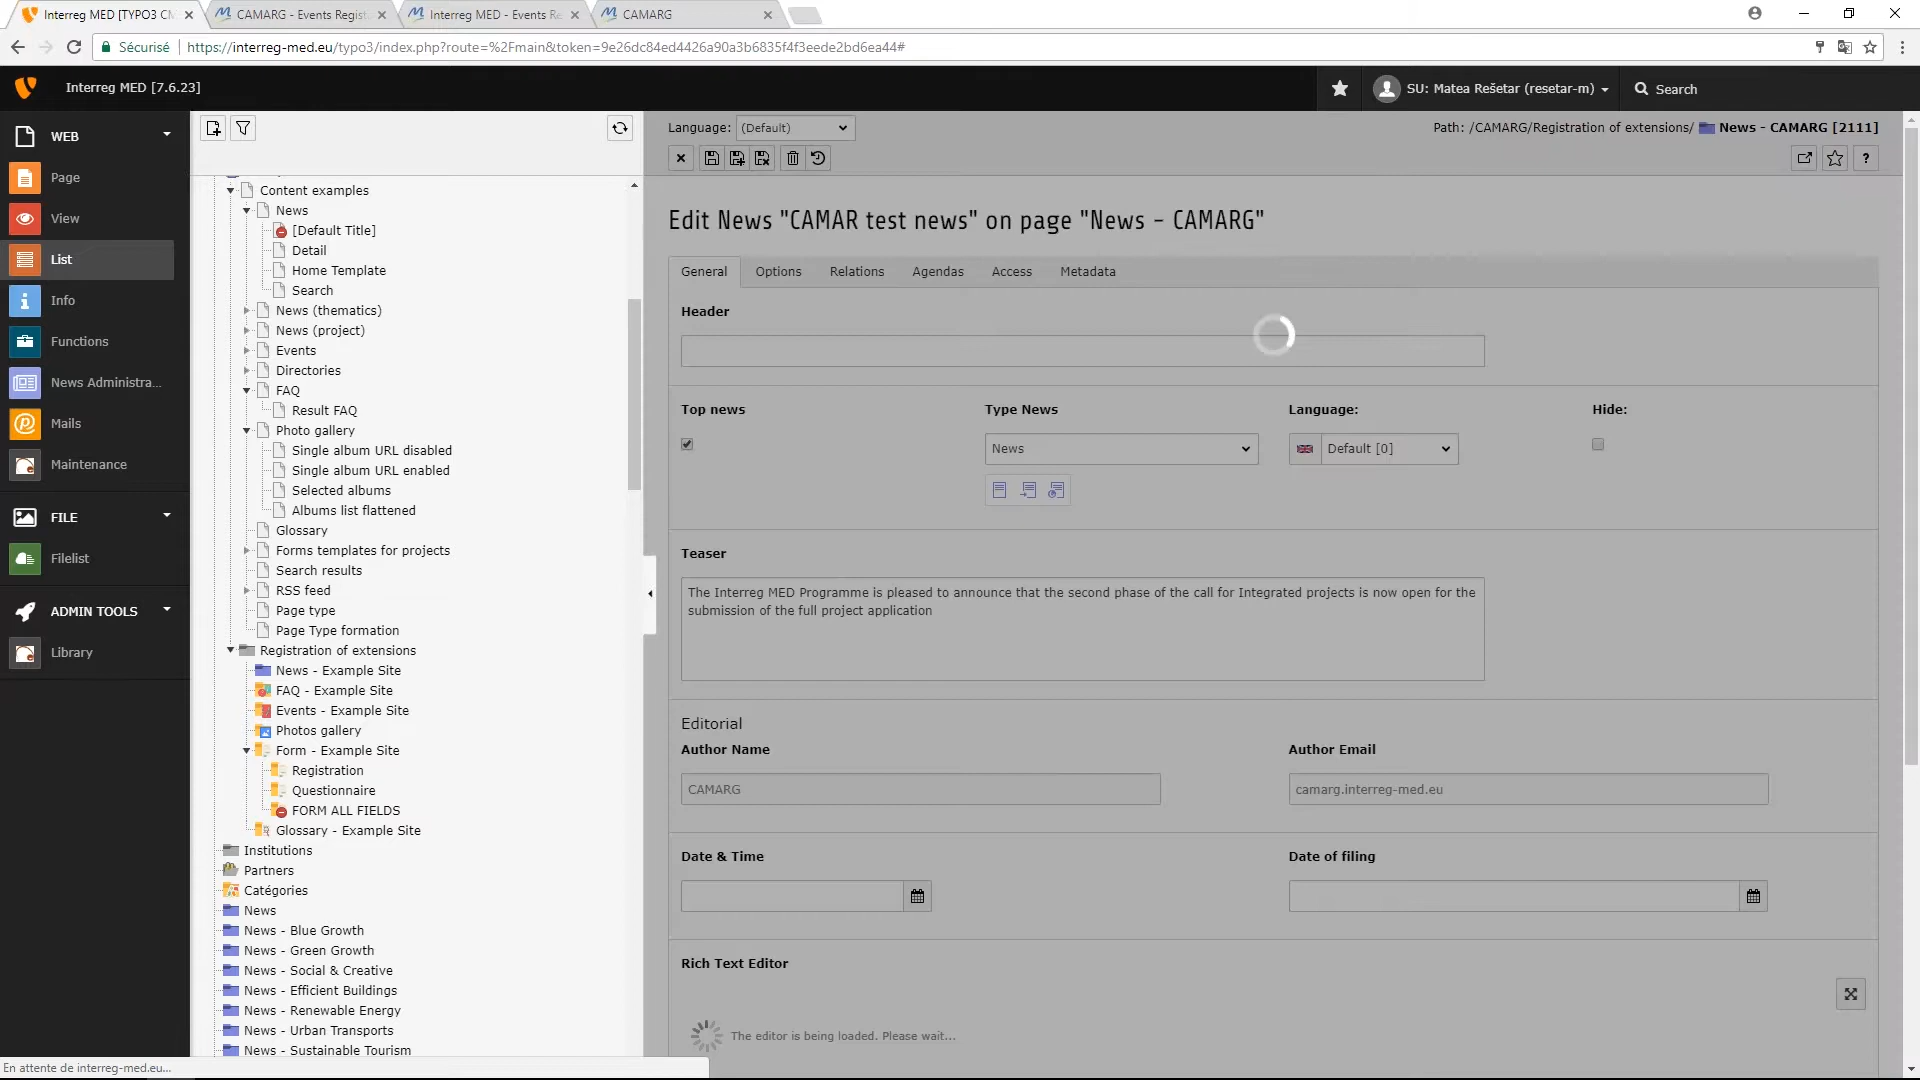 Interreg MED [TYPO3 CM
CAMARG - Events Regist
Interreg MED - Events Re
CAMARG
Sécurisé
https://interreg-med.eu/typo3/index.php?route=%2Fmain&token=9e26dc84ed4426a90a3b6835f4f3eede2bd6ea44#
Interreg MED [7.6.23]
SU: Matea Rešetar (resetar-m)
Search
WEB
Page
View
List
Info
Functions
News Administra...
Mails
Maintenance
FILE
Filelist
ADMIN TOOLS
Library
Content examples
News
[Default Title]
Detail
Home Template
Search
News (thematics)
News (project)
Events
Directories
FAQ
Result FAQ
Photo gallery
Single album URL disabled
Single album URL enabled
Selected albums
Albums list flattened
Glossary
Forms templates for projects
Search results
RSS feed
Page type
Page Type formation
Registration of extensions
News - Example Site
FAQ - Example Site
Events - Example Site
Photos gallery
Form - Example Site
Registration
Questionnaire
FORM ALL FIELDS
Glossary - Example Site
Institutions
Partners
Catégories
News
News - Blue Growth
News - Green Growth
News - Social & Creative
News - Efficient Buildings
News - Renewable Energy
News - Urban Transports
News - Sustainable Tourism
En attente de interreg-med.eu...
Language: (Default)
Path: /CAMARG/Registration of extensions/ News - CAMARG [2111]
?
Edit News "CAMAR test news" on page "News - CAMARG"
General Options Relations Agendas Access Metadata
Header
Top news Type News Language: Hide:
News Default [0]
Teaser
The Interreg MED Programme is pleased to announce that the second phase of the call for Integrated projects is now open for the
submission of the full project application
Editorial
Author Name Author Email
CAMARG camarg.interreg-med.eu
Date & Time Date of filing
Rich Text Editor
The editor is being loaded. Please wait...